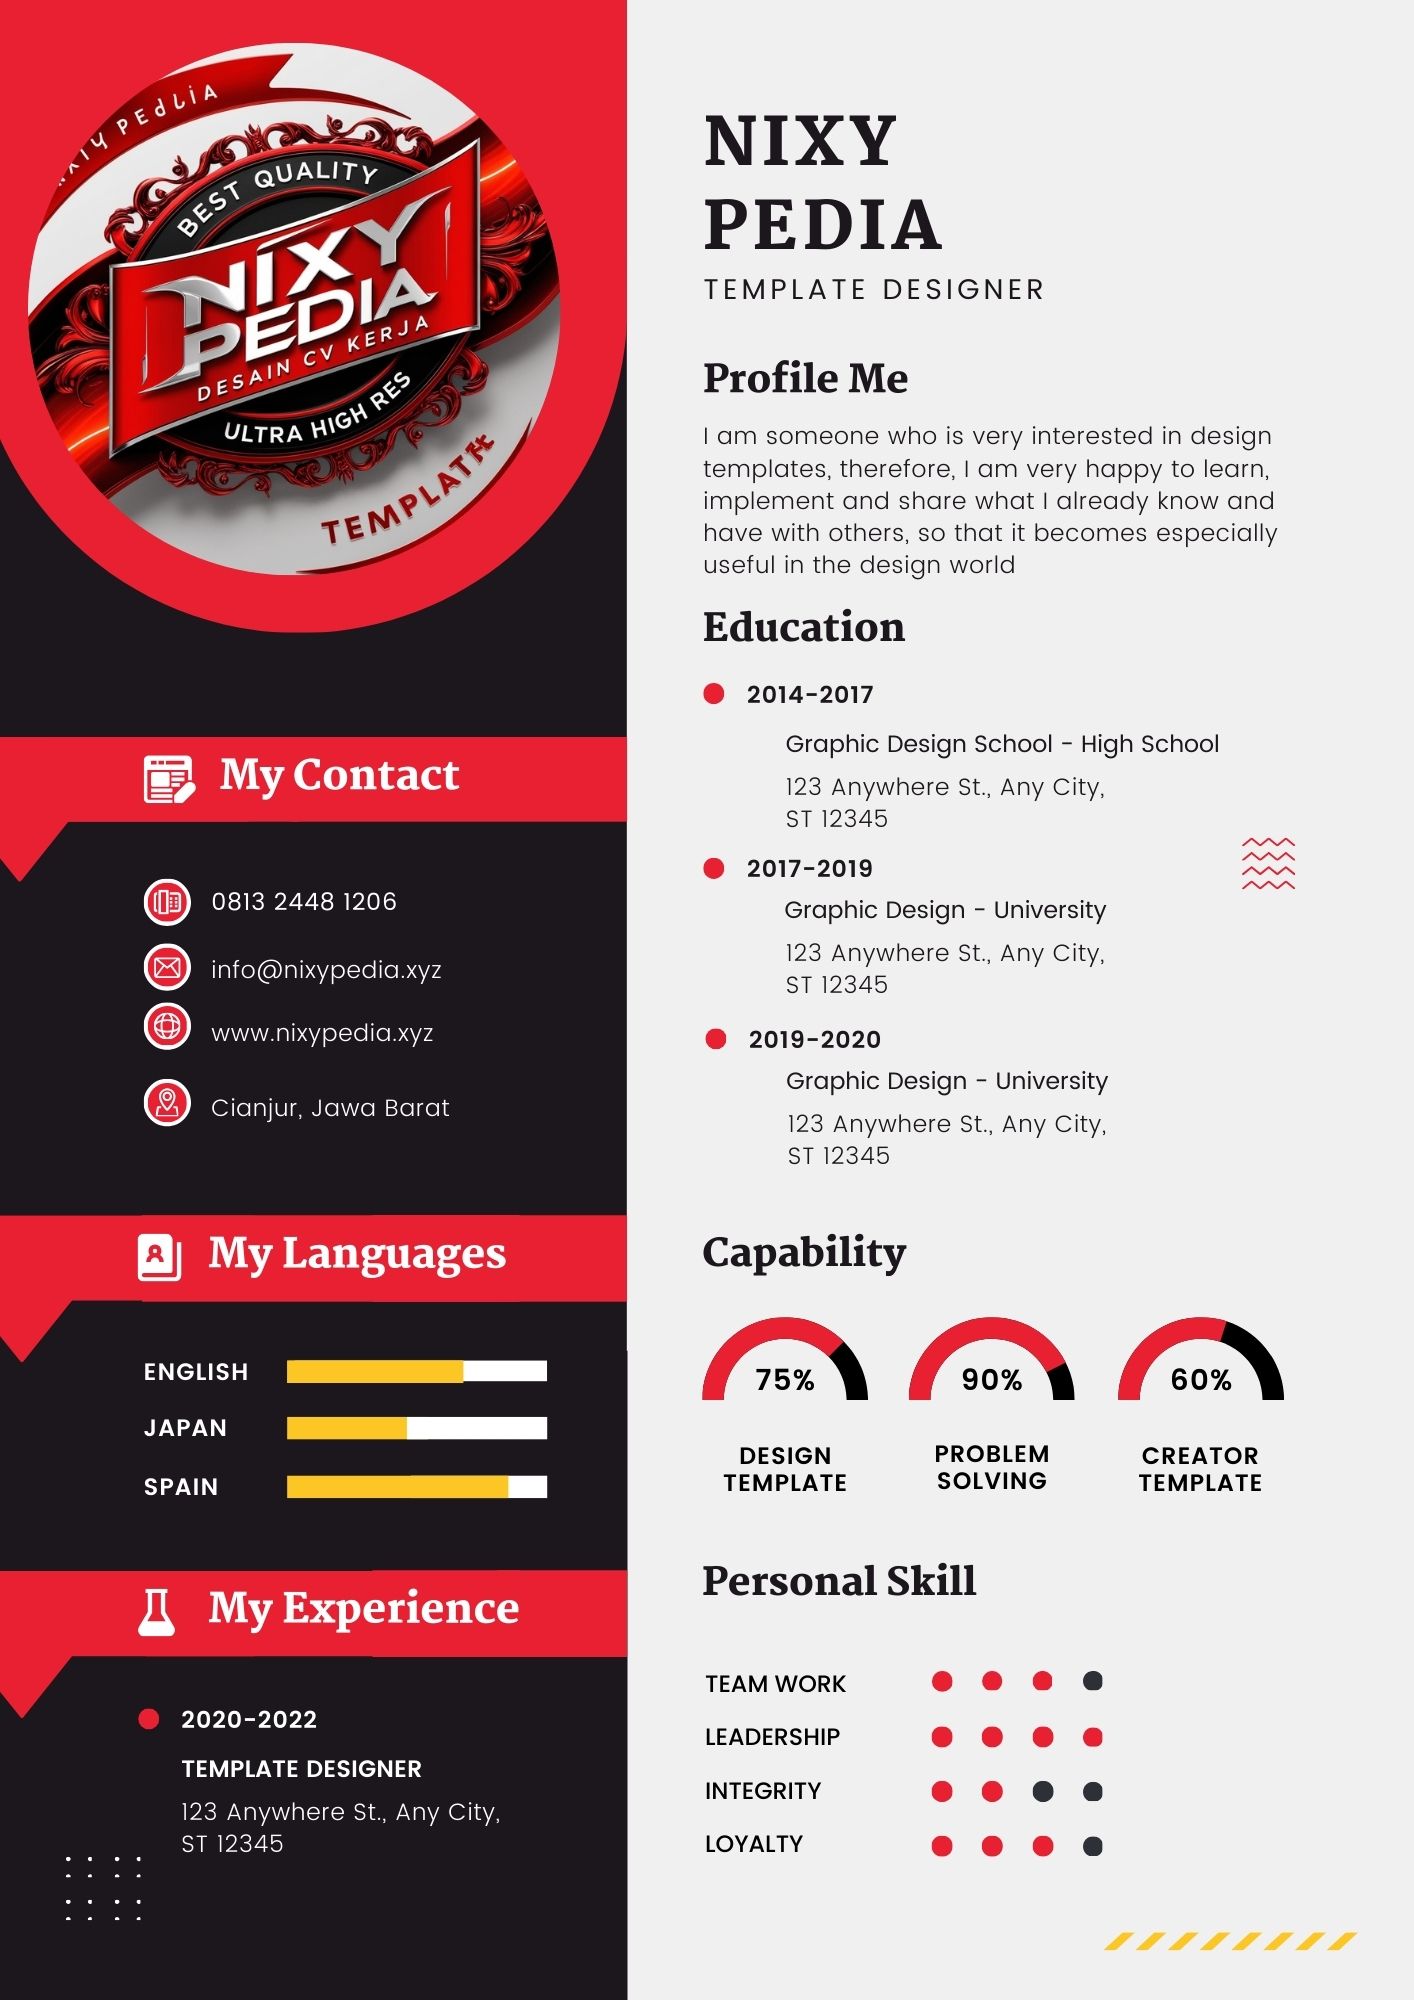 NIXY PEDLIA
BEST QUALITY
NIXY
PEDIA
DESAIN CV KERJA
ULTRA HIGH RES
My Contact
0813 2448 1206
info@nixypedia.xyz
www.nixypedia.xyz
Cianjur, Jawa Barat
My Languages
ENGLISH
JAPAN
SPAIN
My Experience
2020-2022
TEMPLATE DESIGNER
123 Anywhere St., Any City,
ST 12345
NIXY
PEDIA
TEMPLATE DESIGNER
Profile Me
I am someone who is very interested in design
templates, therefore, I am very happy to learn,
implement and share what I already know and
have with others, so that it becomes especially
useful in the design world
Education
2014-2017
Graphic Design School - High School
123 Anywhere St., Any City,
ST 12345
2017-2019
Graphic Design - University
123 Anywhere St., Any City,
ST 12345
2019-2020
Graphic Design - University
123 Anywhere St., Any City,
ST 12345
Capability
75%
90%
60%
DESIGN
TEMPLATE
PROBLEM
SOLVING
CREATOR
TEMPLATE
Personal Skill
TEAM WORK
LEADERSHIP
INTEGRITY
LOYALTY